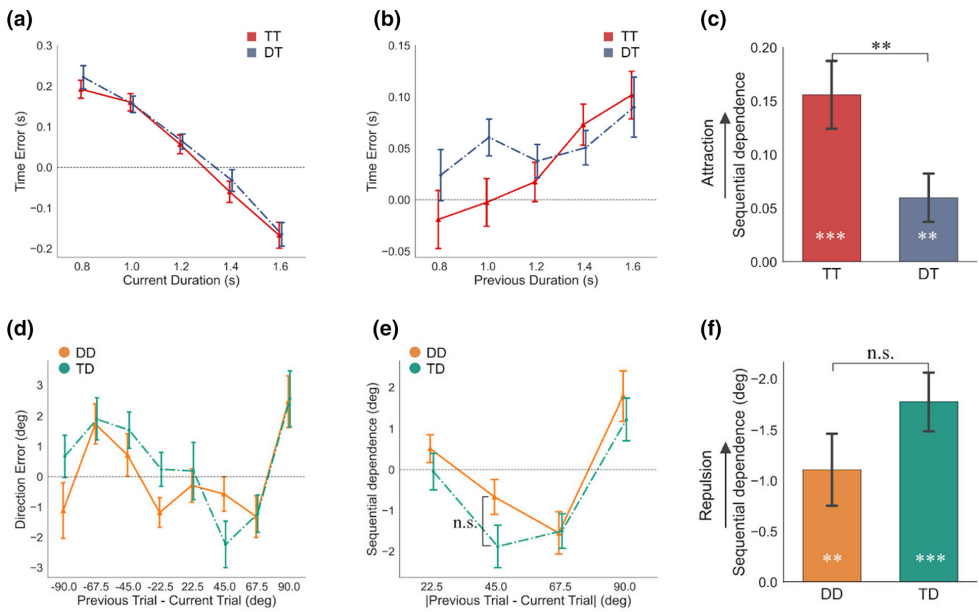 (a)
TT
DT
Time Error (s)
0.3
0.2
0.1
0.0
−0.1
−0.2
0.8 1.0 1.2 1.4 1.6
Current Duration (s)
(b)
TT
DT
Time Error (s)
0.15
0.10
0.05
0.00
−0.05
0.8 1.0 1.2 1.4 1.6
Previous Duration (s)
(c)
**
Attraction
Sequential dependence
0.20
0.15
0.10
0.05
0.00
*** **
TT DT
(d)
DD
TD
Direction Error (deg)
3
2
1
0
−1
−2
−3
-90.0 -67.5 -45.0 -22.5 22.5 45.0 67.5 90.0
Previous Trial - Current Trial (deg)
(e)
DD
TD
Sequential dependence (deg)
2
1
0
−1
−2
n.s.
22.5 45.0 67.5 90.0
|Previous Trial - Current Trial| (deg)
(f)
n.s.
Repulsion
Sequential dependence (deg)
−2.0
−1.5
−1.0
−0.5
0.0
** ***
DD TD